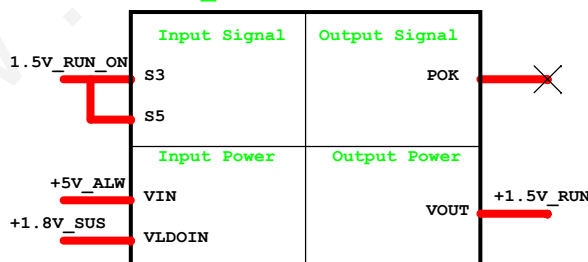 Input Signal Output Signal
1.5V_RUN_ON
S3 POK
S5
Input Power Output Power
+5V_ALW VIN +1.5V_RUN
VOUT
+1.8V_SUS
VLDOIN